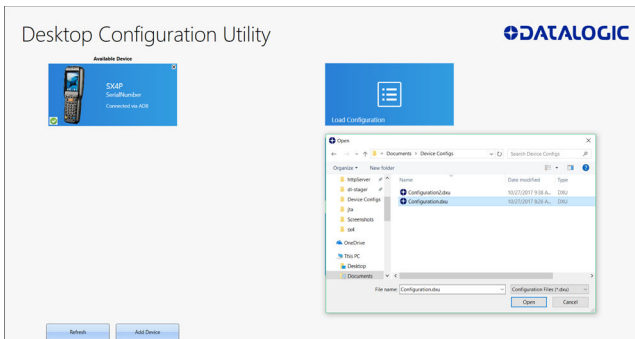 Desktop Configuration Utility
DATALOGIC
Available Device
SX4P
SerialNumber
Connected via ADB
Load Configuration
Open
Documents > Device Configs
Search Device Configs
Organize
New folder
Name
Date modified
Type
httpServer
dl-stager
Device Configs
jta
Screenshots
sx4
OneDrive
This PC
Desktop
Documents
Configuration2.dxu
10/27/2017 9:38 A...
DXU
Configuration.dxu
10/27/2017 8:26 A...
DXU
File name:
Configuration.dxu
Configuration Files (*.dxu)
Open
Cancel
Refresh
Add Device